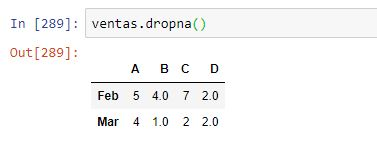 In [289]: ventas.dropna()
Out[289]:
A B C D
Feb 5 4.0 7 2.0
Mar 4 1.0 2 2.0